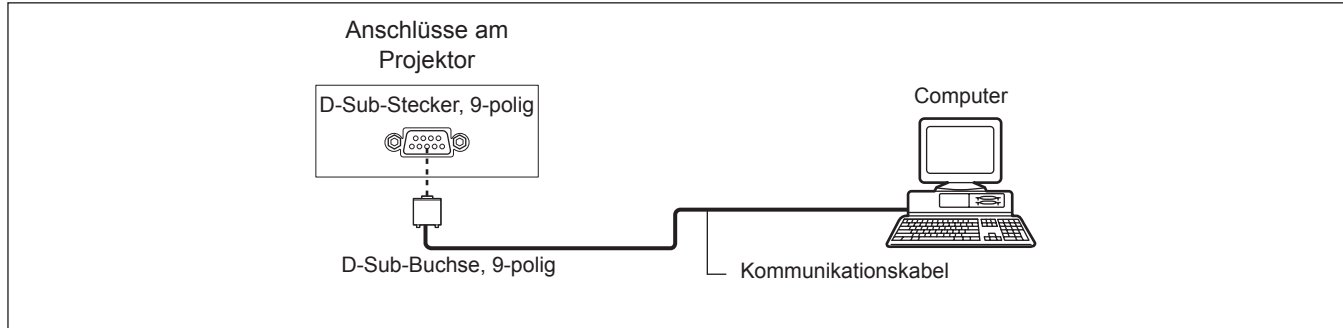 Anschlüsse am
Projektor
D-Sub-Stecker, 9-polig
Computer
D-Sub-Buchse, 9-polig
Kommunikationskabel